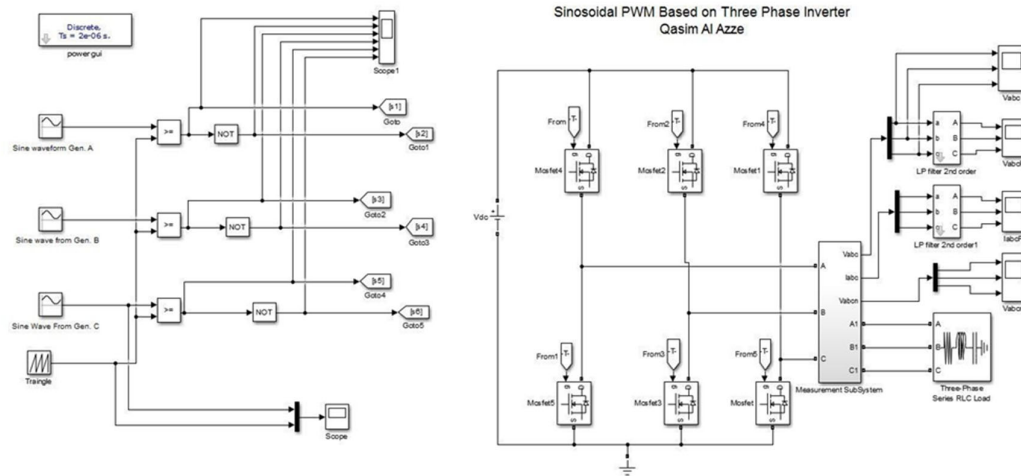 Sinosoidal PWM Based on Three Phase Inverter
Qasim Al Azze
Discrete,
Ts = 2e-06 s.
powergui
Scope1
[s1]
Goto
>=
NOT
[s2]
Goto1
Sine waveform Gen. A
[s3]
Goto2
>=
NOT
[s4]
Goto3
Sine wave from Gen. B
[s5]
Goto4
>=
NOT
[s6]
Goto5
Sine Wave From Gen. C
Traingle
Scope
From
From2
From4
Mosfet4
Mosfet2
Mosfet1
g
D
S
g
D
S
g
D
S
Vdc
+
From1
From3
From5
Mosfet5
Mosfet3
Mosfet
g
D
S
g
D
S
g
D
S
A
B
C
Vabc
Iabc
Vabcn
A1
B1
C1
Measurement SubSystem
Vabc
a
b
c
A
B
C
LP filter 2nd order
a
b
c
A
B
C
LP filter 2nd order1
A
B
C
Three-Phase
Series RLC Load